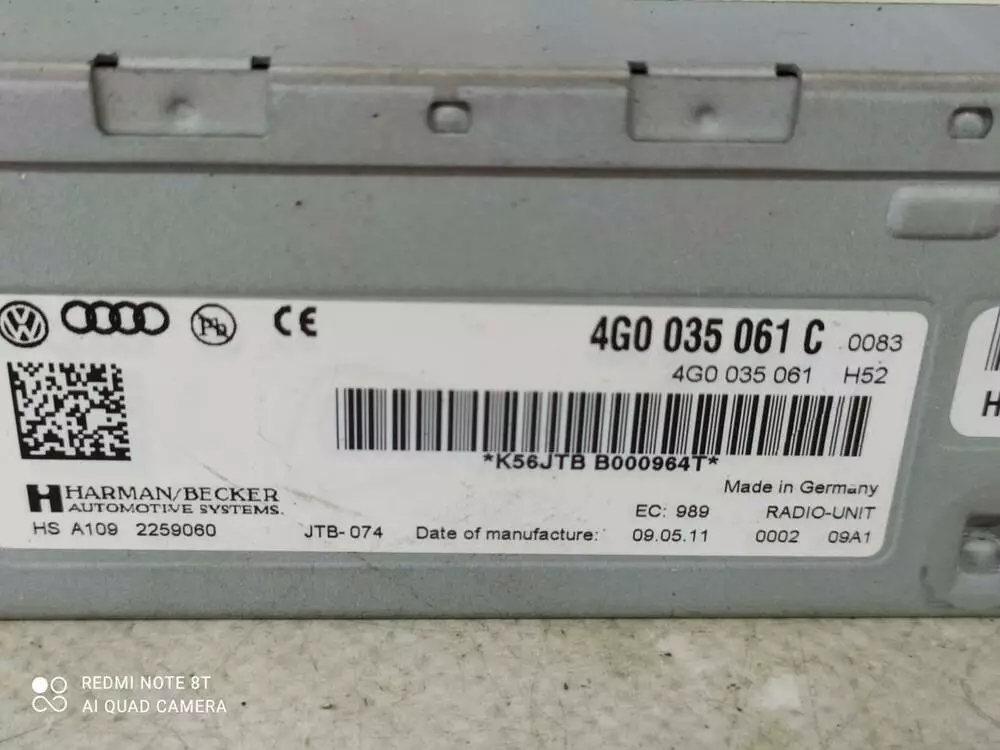 Pb
CE
4G0 035 061 C 0083
4G0 035 061 H52
*K56JTB B000964T*
Made in Germany
HARMAN/BECKER
AUTOMOTIVE SYSTEMS.
EC: 989 RADIO-UNIT
HS A109 2259060 JTB-074 Date of manufacture: 09.05.11 0002 09A1
H
REDMI NOTE 8T
AI QUAD CAMERA